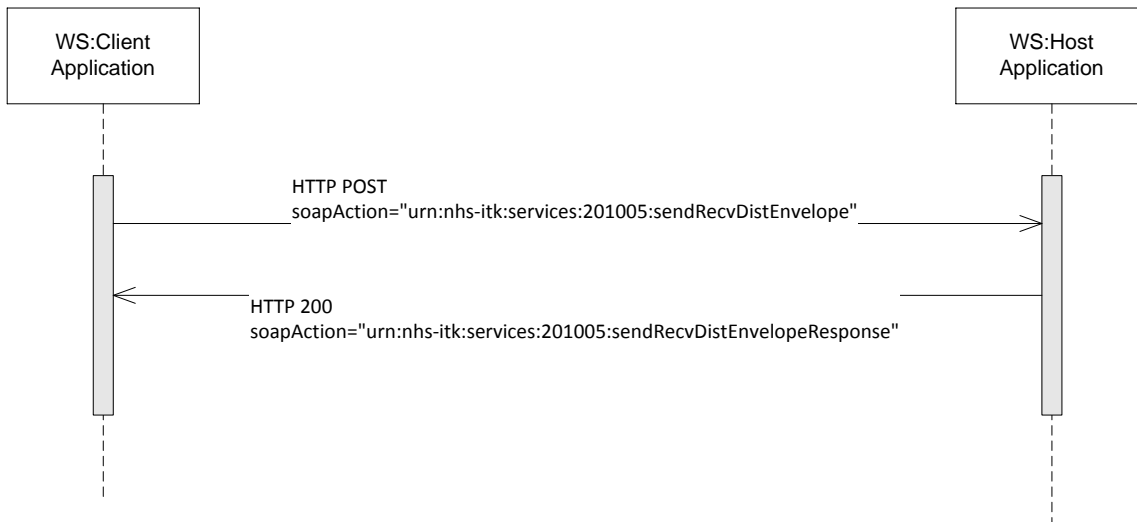 WS:Client
Application
WS:Host
Application
HTTP POST
soapAction="urn:nhs-itk:services:201005:sendRecvDistEnvelope"
HTTP 200
soapAction="urn:nhs-itk:services:201005:sendRecvDistEnvelopeResponse"